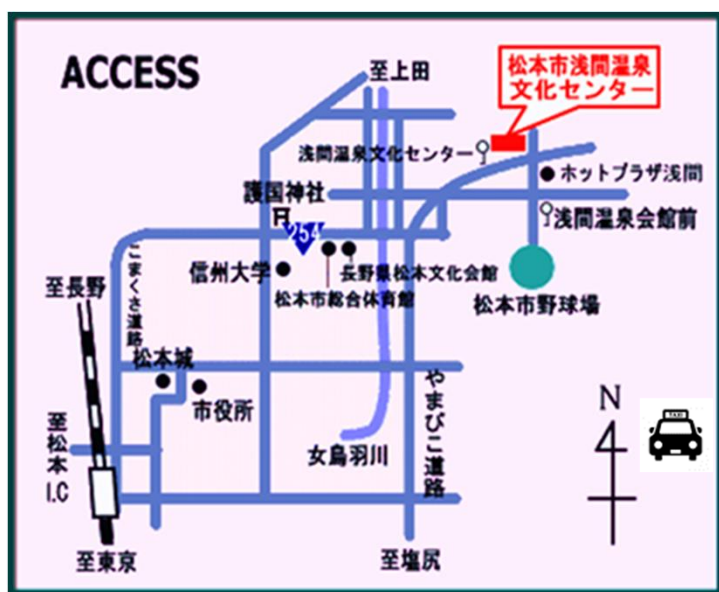 ACCESS
至上田
松本市浅間温泉
文化センター
浅間温泉文化センター
ホットプラザ浅間
護国神社
浅間温泉会館前
254
信州大学
長野県松本文化会館
松本市総合体育館
松本市野球場
至長野
こまくさ道路
松本城
市役所
やまびこ道路
至松本I.C
女鳥羽川
N
TAXI
至東京
至塩尻